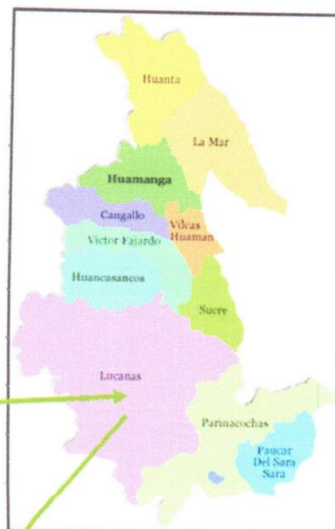 Huanta
La Mar
Huamanga
Cangallo
Vilcas
Huaman
Victor Fajardo
Huancasancos
Sucre
Lucanas
Parinacochas
Paucar
Del Sara
Sara